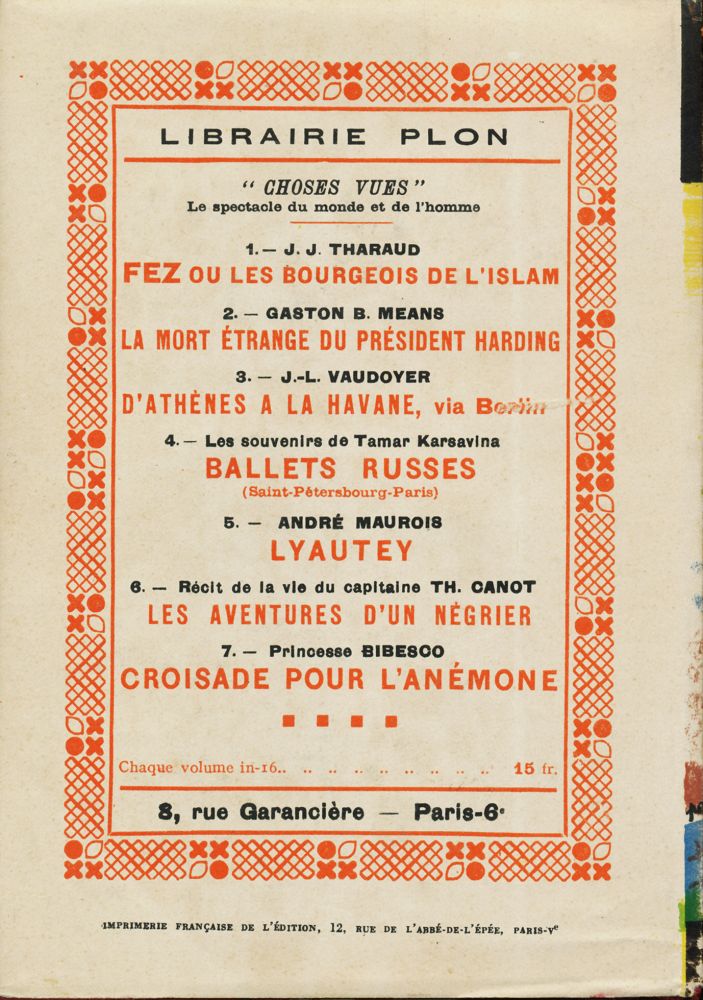 LIBRAIRIE PLON
“ CHOSES VUES ”
Le spectacle du monde et de l'homme
1. — J. J. THARAUD
FEZ OU LES BOURGEOIS DE L'ISLAM
2. — GASTON B. MEANS
LA MORT ÉTRANGE DU PRÉSIDENT HARDING
3. — J.-L. VAUDOYER
D'ATHÈNES A LA HAVANE, via Berlin
4. — Les souvenirs de Tamar Karsavina
BALLETS RUSSES
(Saint-Pétersbourg-Paris)
5. — ANDRÉ MAUROIS
LYAUTEY
6. — Récit de la vie du capitaine TH. CANOT
LES AVENTURES D'UN NÉGRIER
7. — Princesse BIBESCO
CROISADE POUR L'ANÉMONE
Chaque volume in-16.. .. .. .. .. .. .. .. .. .. 15 fr.
8, rue Garancière — Paris-6e
IMPRIMERIE FRANÇAISE DE L'ÉDITION, 12, RUE DE L'ABBÉ-DE-L'ÉPÉE, PARIS-Ve